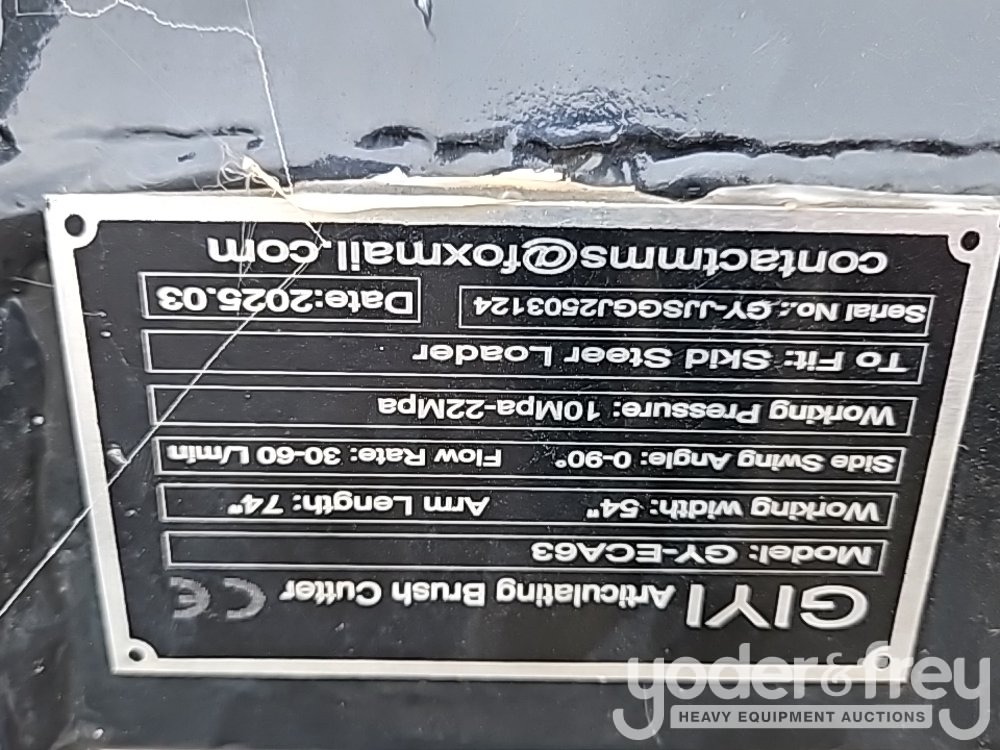 GIYI Articulating Brush Cutter CE
Model: GY-ECA63
Working width: 54" Arm Length: 74"
Side Swing Angle: 0-90° Flow Rate: 30-60 L/min
Working Pressure: 10Mpa-22Mpa
To Fit: Skid Steer Loader
Serial No.: GY-JJSGGJ2503124 Date:2025.03
contactmms@foxmail.com
yoder&frey
HEAVY EQUIPMENT AUCTIONS